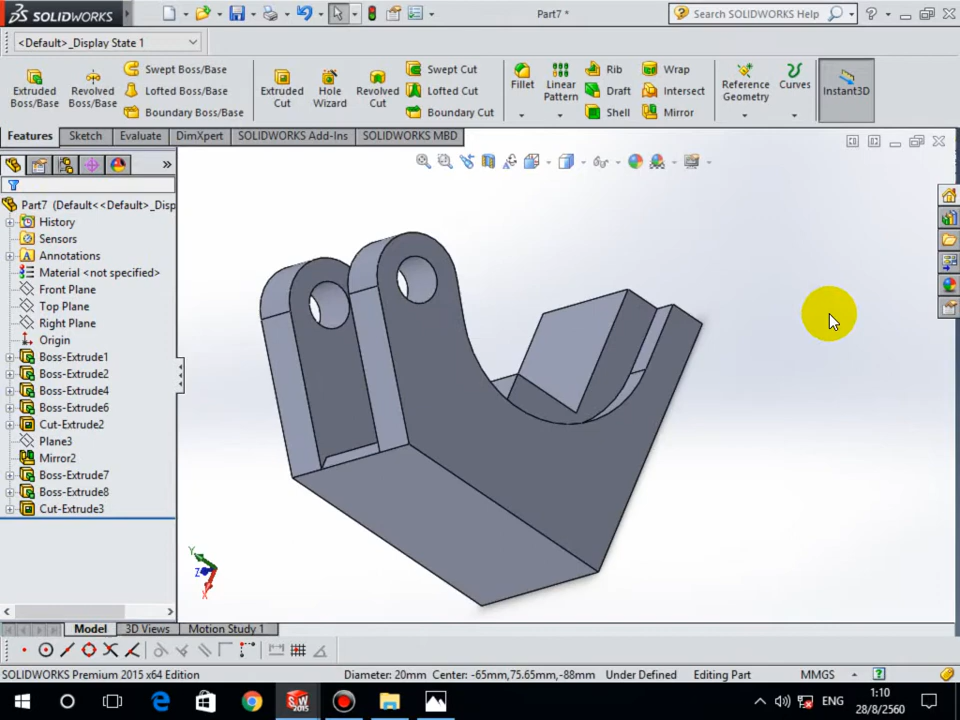 SOLIDWORKS
Part7 *
Search SOLIDWORKS Help
<Default>_Display State 1
Extruded Boss/Base
Revolved Boss/Base
Swept Boss/Base
Lofted Boss/Base
Boundary Boss/Base
Extruded Cut
Hole Wizard
Revolved Cut
Swept Cut
Lofted Cut
Boundary Cut
Fillet
Linear Pattern
Rib
Draft
Shell
Wrap
Intersect
Mirror
Reference Geometry
Curves
Instant3D
Features
Sketch
Evaluate
DimXpert
SOLIDWORKS Add-Ins
SOLIDWORKS MBD
Part7 (Default<<Default>_Disp
History
Sensors
Annotations
Material <not specified>
Front Plane
Top Plane
Right Plane
Origin
Boss-Extrude1
Boss-Extrude2
Boss-Extrude4
Boss-Extrude6
Cut-Extrude2
Plane3
Mirror2
Boss-Extrude7
Boss-Extrude8
Cut-Extrude3
Y
Z
X
Model
3D Views
Motion Study 1
SOLIDWORKS Premium 2015 x64 Edition
Diameter: 20mm Center: -65mm,75.65mm,-88mm
Under Defined
Editing Part
MMGS
ENG
1:10
28/8/2560